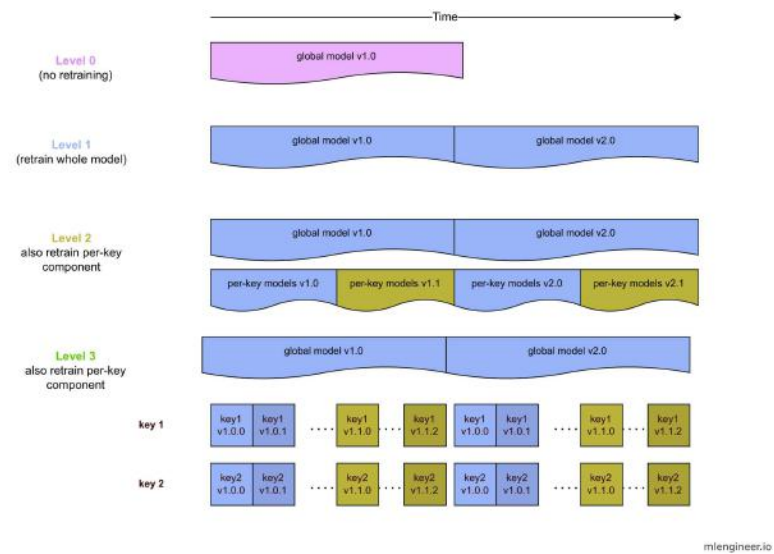 Time
Level 0
(no retraining)
global model v1.0
Level 1
(retrain whole model)
global model v1.0
global model v2.0
Level 2
also retrain per-key
component
global model v1.0
global model v2.0
per-key models v1.0
per-key models v1.1
per-key models v2.0
per-key models v2.1
Level 3
also retrain per-key
component
global model v1.0
global model v2.0
key 1
key1
v1.0.0
key1
v1.0.1
key1
v1.1.0
key1
v1.1.2
key1
v1.0.0
key1
v1.0.1
key1
v1.1.0
key1
v1.1.2
key 2
key2
v1.0.0
key2
v1.0.1
key2
v1.1.0
key2
v1.1.2
key2
v1.0.0
key2
v1.0.1
key2
v1.1.0
key2
v1.1.2
mlengineer.io